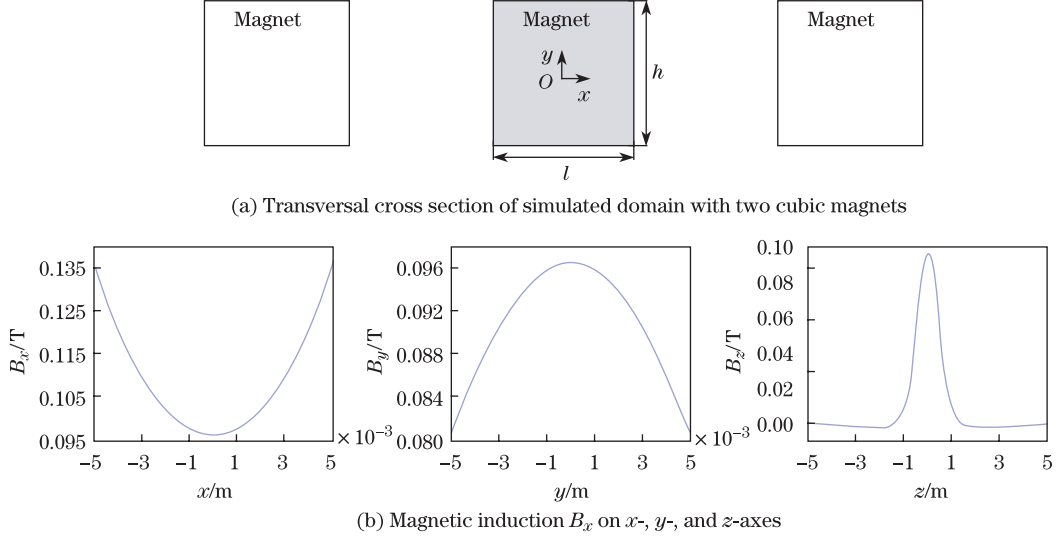 Magnet
Magnet
Magnet
y
O
x
h
l
(a) Transversal cross section of simulated domain with two cubic magnets
0.135
0.125
0.115
0.105
0.095
Bx/T
−5 −3 −1 1 3 5
×10−3
x/m
0.096
0.092
0.088
0.084
0.080
By/T
−5 −3 −1 1 3 5
×10−3
y/m
0.10
0.08
0.06
0.04
0.02
0.00
Bz/T
−5 −3 −1 1 3 5
z/m
(b) Magnetic induction Bx on x-, y-, and z-axes